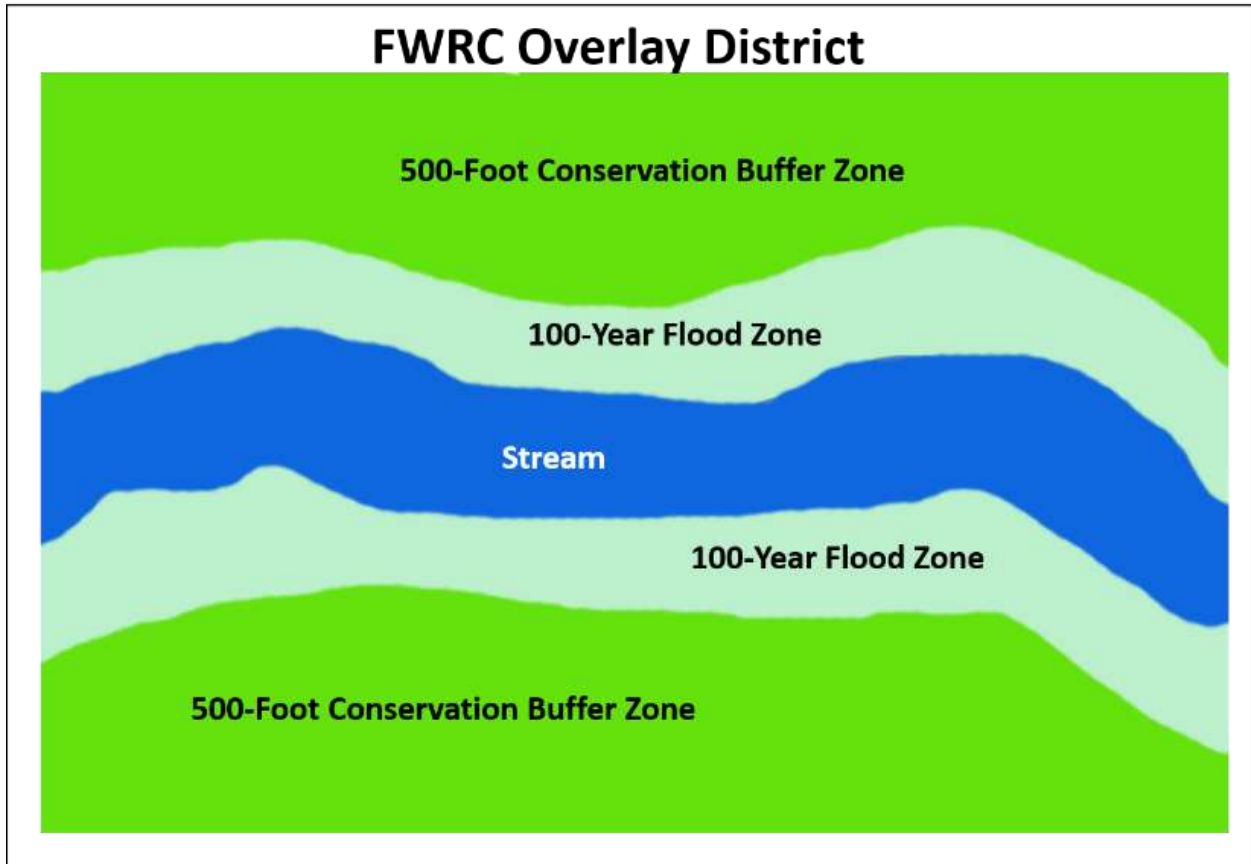 FWRC Overlay District
500-Foot Conservation Buffer Zone
100-Year Flood Zone
Stream
100-Year Flood Zone
500-Foot Conservation Buffer Zone